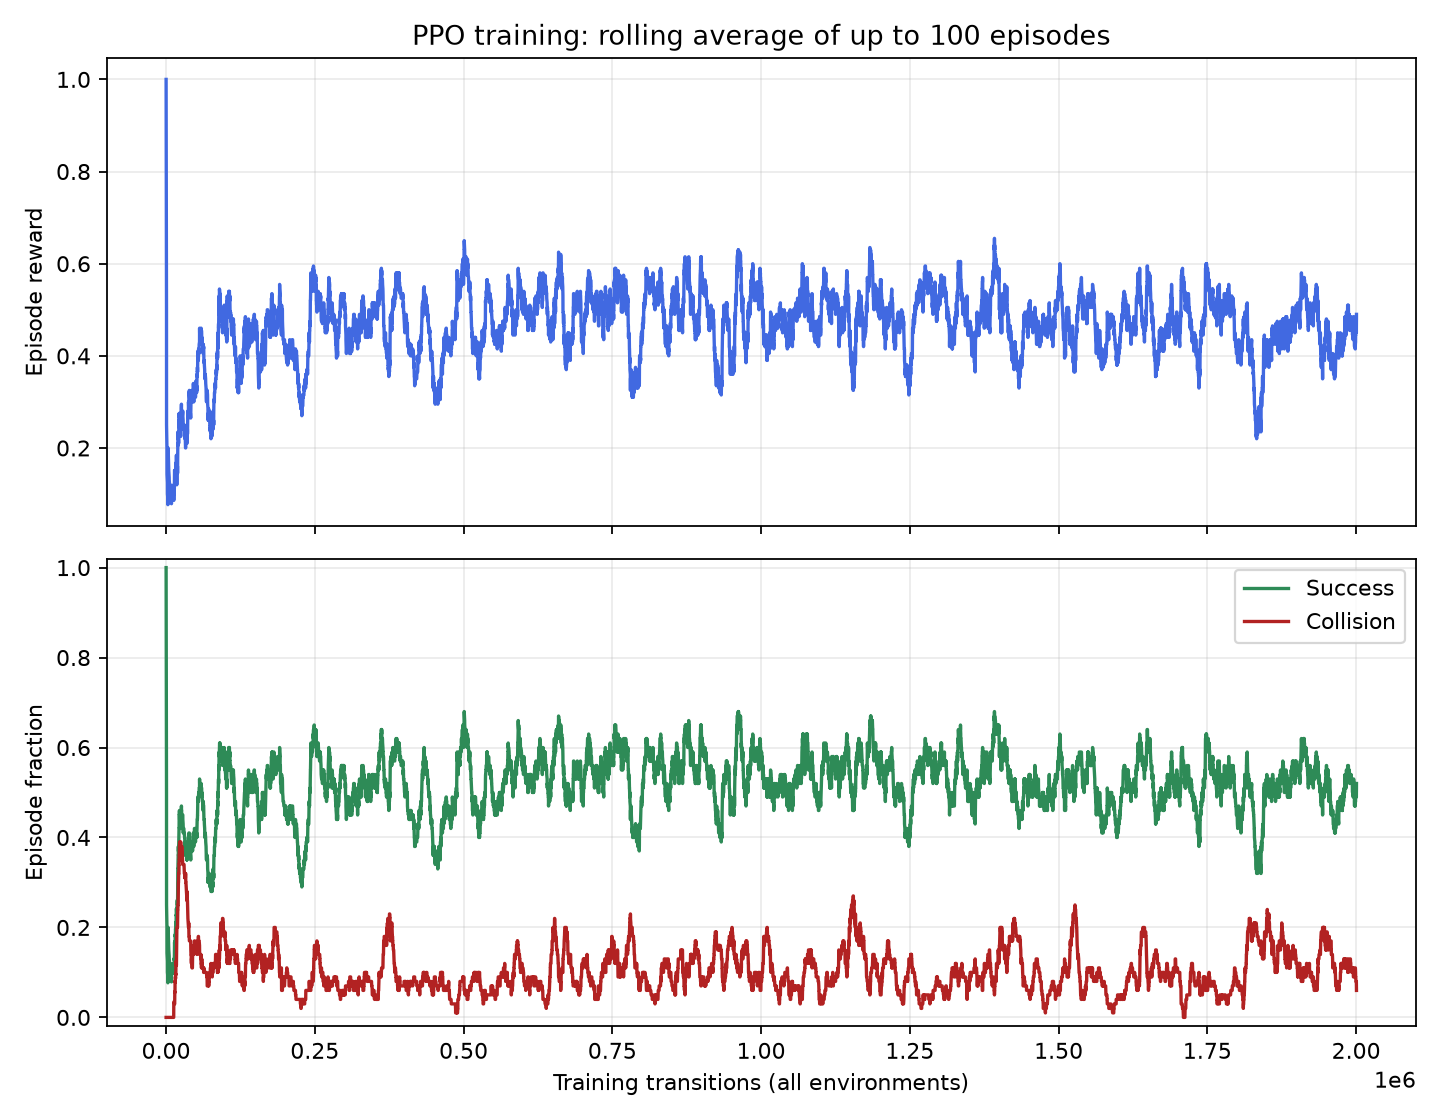 PPO training: rolling average of up to 100 episodes
1.0
0.8
0.6
0.4
0.2
Episode reward
1.0
0.8
0.6
0.4
0.2
0.0
Episode fraction
Success
Collision
0.00 0.25 0.50 0.75 1.00 1.25 1.50 1.75 2.00
1e6
Training transitions (all environments)